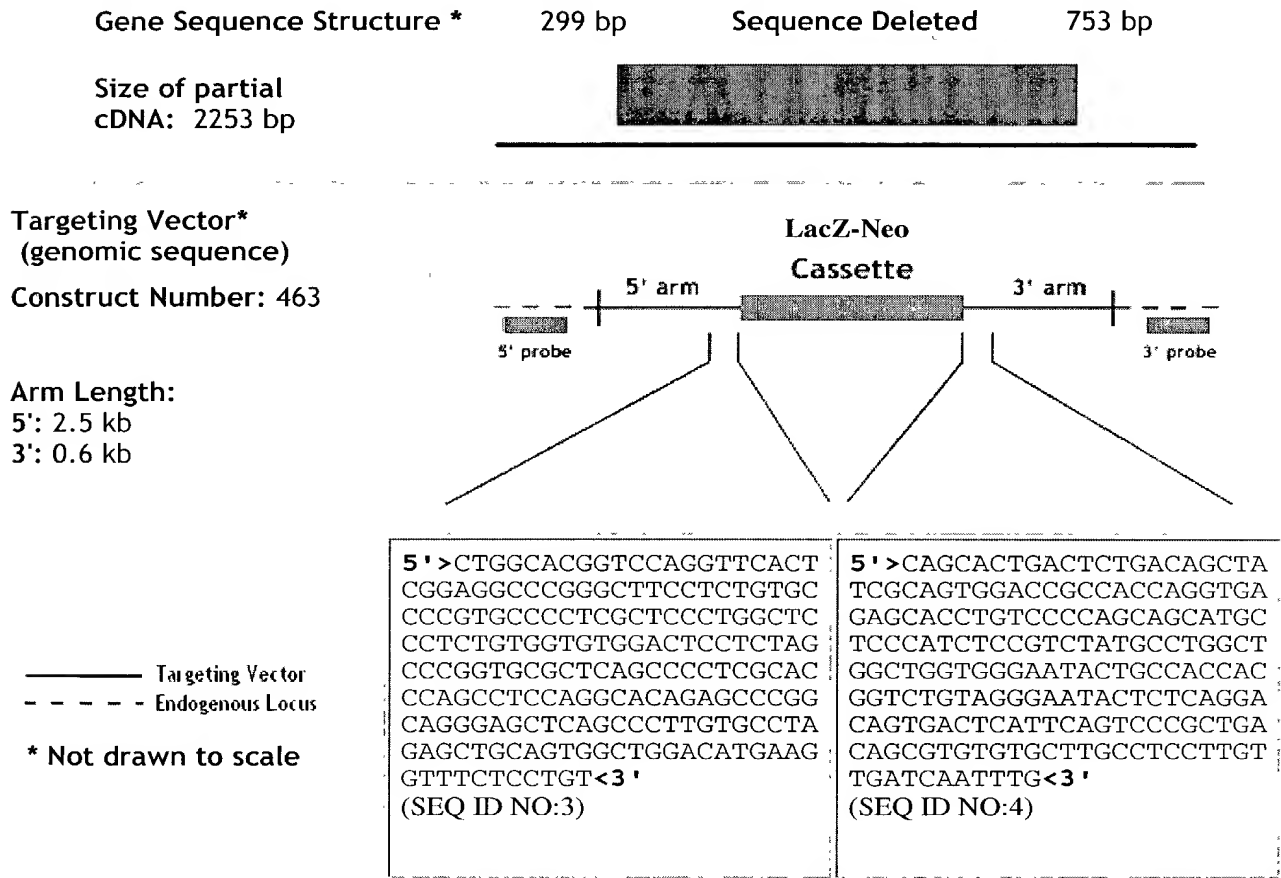 Gene Sequence Structure * 299 bp Sequence Deleted 753 bp
Size of partial
cDNA: 2253 bp
Targeting Vector*
(genomic sequence)
Construct Number: 463
LacZ-Neo
Cassette
5' arm
3' arm
5' probe
3' probe
Arm Length:
5': 2.5 kb
3': 0.6 kb
5'>CTGGCACGGTCCAGGTTCACT
CGGAGGCCCGGGCTTCCTCTGTGC
CCCGTGCCCCTCGCTCCCTGGCTC
CCTCTGTGGTGTGGACTCCTCTAG
CCCGGTGCGCTCAGCCCCTCGCAC
CCAGCCTCCAGGCACAGAGCCCGG
CAGGGAGCTCAGCCCTTGTGCCTA
GAGCTGCAGTGGCTGGACATGAAG
GTTTCTCCTGT<3'
(SEQ ID NO:3)
5'>CAGCACTGACTCTGACAGCTA
TCGCAGTGGACCGCCACCAGGTGA
GAGCACCTGTCCCCAGCAGCATGC
TCCCATCTCCGTCTATGCCTGGCT
GGCTGGTGGGAATACTGCCACCAC
GGTCTGTAGGGAATACTCTCAGGA
CAGTGACTCATTCAGTCCCGCTGA
CAGCGTGTGTGCTTGCCTCCTTGT
TGATCAATTTG<3'
(SEQ ID NO:4)
Targeting Vector
Endogenous Locus
* Not drawn to scale